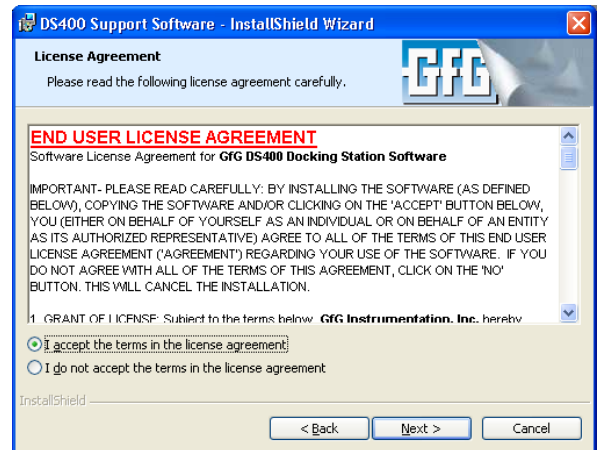 DS400 Support Software - InstallShield Wizard
License Agreement
Please read the following license agreement carefully.
GfG
END USER LICENSE AGREEMENT
Software License Agreement for GfG DS400 Docking Station Software
IMPORTANT- PLEASE READ CAREFULLY: BY INSTALLING THE SOFTWARE (AS DEFINED
BELOW), COPYING THE SOFTWARE AND/OR CLICKING ON THE 'ACCEPT' BUTTON BELOW,
YOU (EITHER ON BEHALF OF YOURSELF AS AN INDIVIDUAL OR ON BEHALF OF AN ENTITY
AS ITS AUTHORIZED REPRESENTATIVE) AGREE TO ALL OF THE TERMS OF THIS END USER
LICENSE AGREEMENT ('AGREEMENT') REGARDING YOUR USE OF THE SOFTWARE. IF YOU
DO NOT AGREE WITH ALL OF THE TERMS OF THIS AGREEMENT, CLICK ON THE 'NO'
BUTTON. THIS WILL CANCEL THE INSTALLATION.
1. GRANT OF LICENSE: Subject to the terms below, GfG Instrumentation, Inc. hereby
I accept the terms in the license agreement
I do not accept the terms in the license agreement
InstallShield
< Back
Next >
Cancel